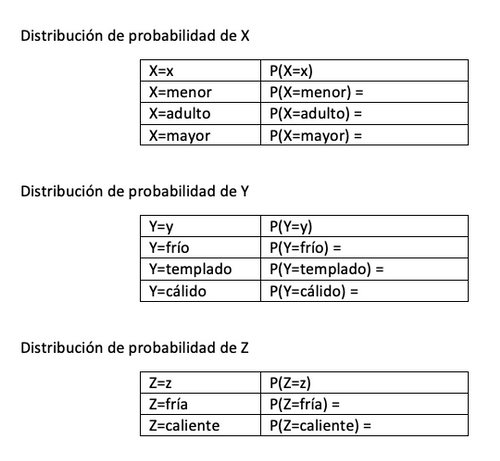 Distribución de probabilidad de X
X=x P(X=x)
X=menor P(X=menor) =
X=adulto P(X=adulto) =
X=mayor P(X=mayor) =
Distribución de probabilidad de Y
Y=y P(Y=y)
Y=frío P(Y=frío) =
Y=templado P(Y=templado) =
Y=cálido P(Y=cálido) =
Distribución de probabilidad de Z
Z=z P(Z=z)
Z=fría P(Z=fría) =
Z=caliente P(Z=caliente) =